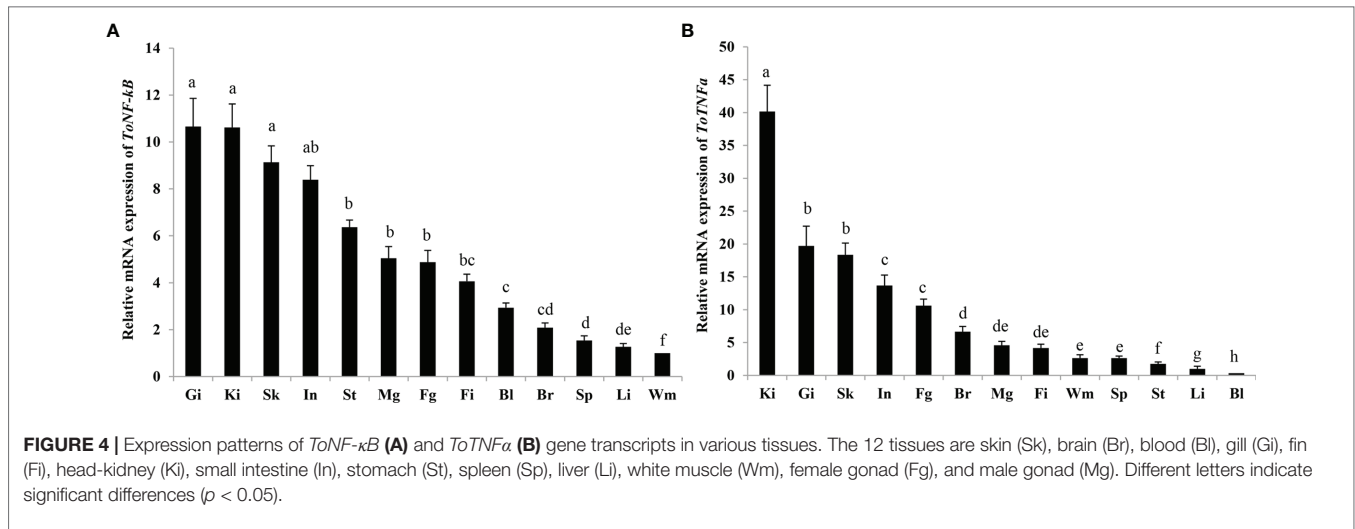 A
Relative mRNA expression of ToNF-kB
14
12
10
8
6
4
2
0
a
a
a
ab
b
b
b
bc
c
cd
d
de
f
Gi Ki Sk In St Mg Fg Fi Bl Br Sp Li Wm
B
Relative mRNA expression of ToTNFa
50
45
40
35
30
25
20
15
10
5
0
a
b
b
c
c
d
de
de
e
e
f
g
h
Ki Gi Sk In Fg Br Mg Fi Wm Sp St Li Bl
FIGURE 4 | Expression patterns of ToNF-κB (A) and ToTNFα (B) gene transcripts in various tissues. The 12 tissues are skin (Sk), brain (Br), blood (Bl), gill (Gi), fin
(Fi), head-kidney (Ki), small intestine (In), stomach (St), spleen (Sp), liver (Li), white muscle (Wm), female gonad (Fg), and male gonad (Mg). Different letters indicate
significant differences (p < 0.05).